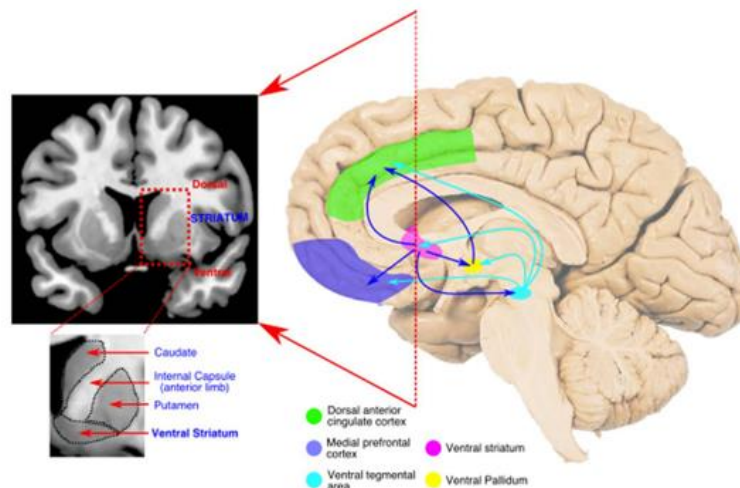 Dorsal
STRIATUM
Ventral
Caudate
Internal Capsule
(anterior limb)
Putamen
Ventral Striatum
Dorsal anterior
cingulate cortex
Medial prefrontal
cortex
Ventral striatum
Ventral tegmental
area
Ventral Pallidum